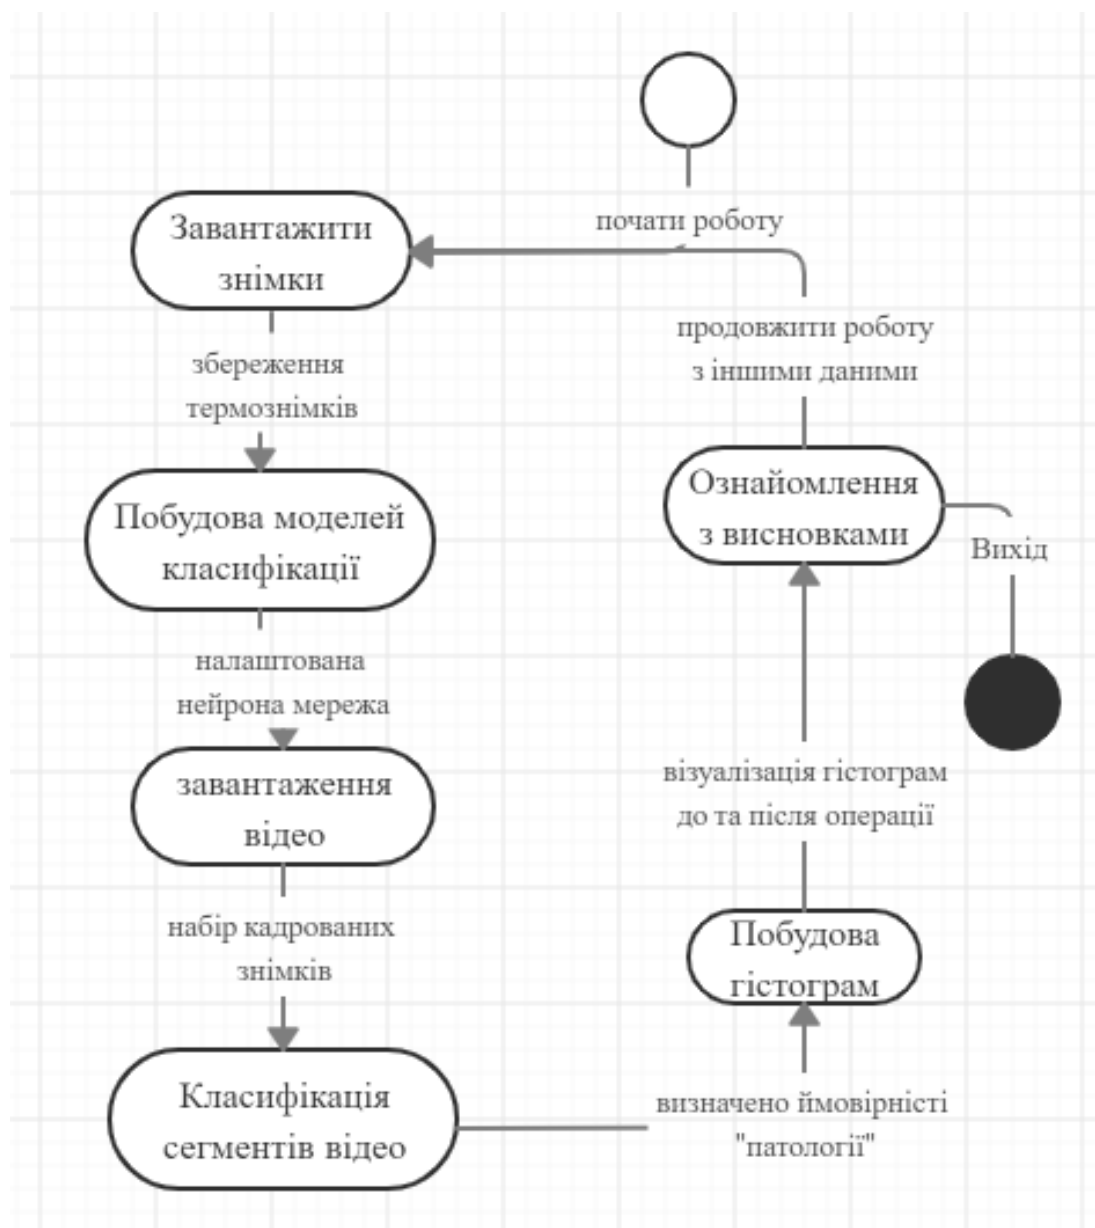 почати роботу
Завантажити
знімки
збереження
термознімків
Побудова моделей
класифікації
налаштована
нейрона мережа
завантаження
відео
набір кадрованих
знімків
Класифікація
сегментів відео
визначено ймовірністі
"патології"
Побудова
гістограм
візуалізація гістограм
до та після операції
Ознайомлення
з висновками
продовжити роботу
з іншими даними
Вихід